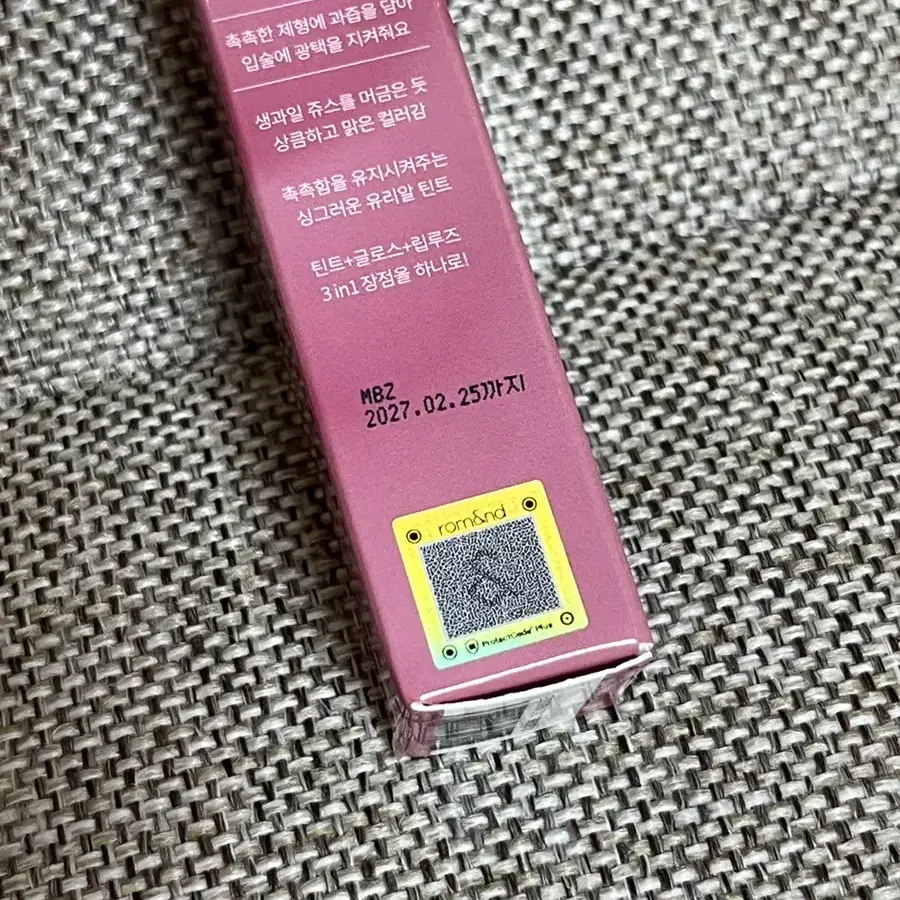 촉촉한 제형에 과즙을 담아
입술에 광택을 지켜줘요
생과일 쥬스를 머금은 듯
상큼하고 맑은 컬러감
촉촉함을 유지시켜주는
싱그러운 유리알 틴트
틴트+글로스+립루즈
3in1 장점을 하나로!
MB2
2027.02.25까지
rom&nd
ProtectCode Plus